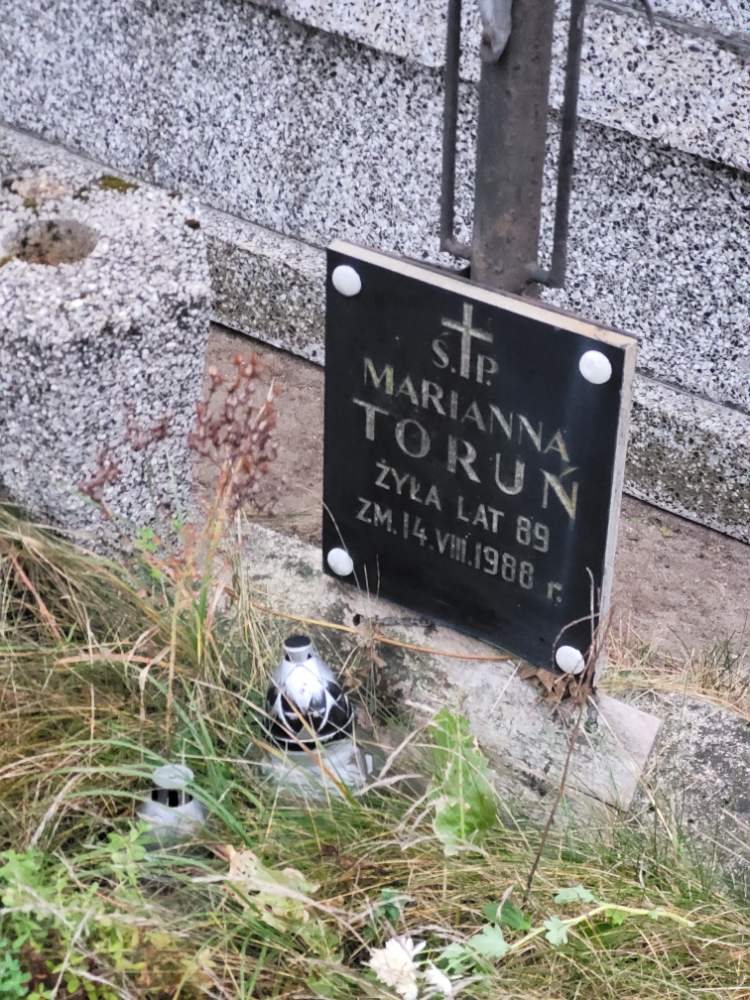 Ś.P.
MARIANNA
TORUŃ
ŻYŁA LAT 89
ZM.14.VIII.1988 r.